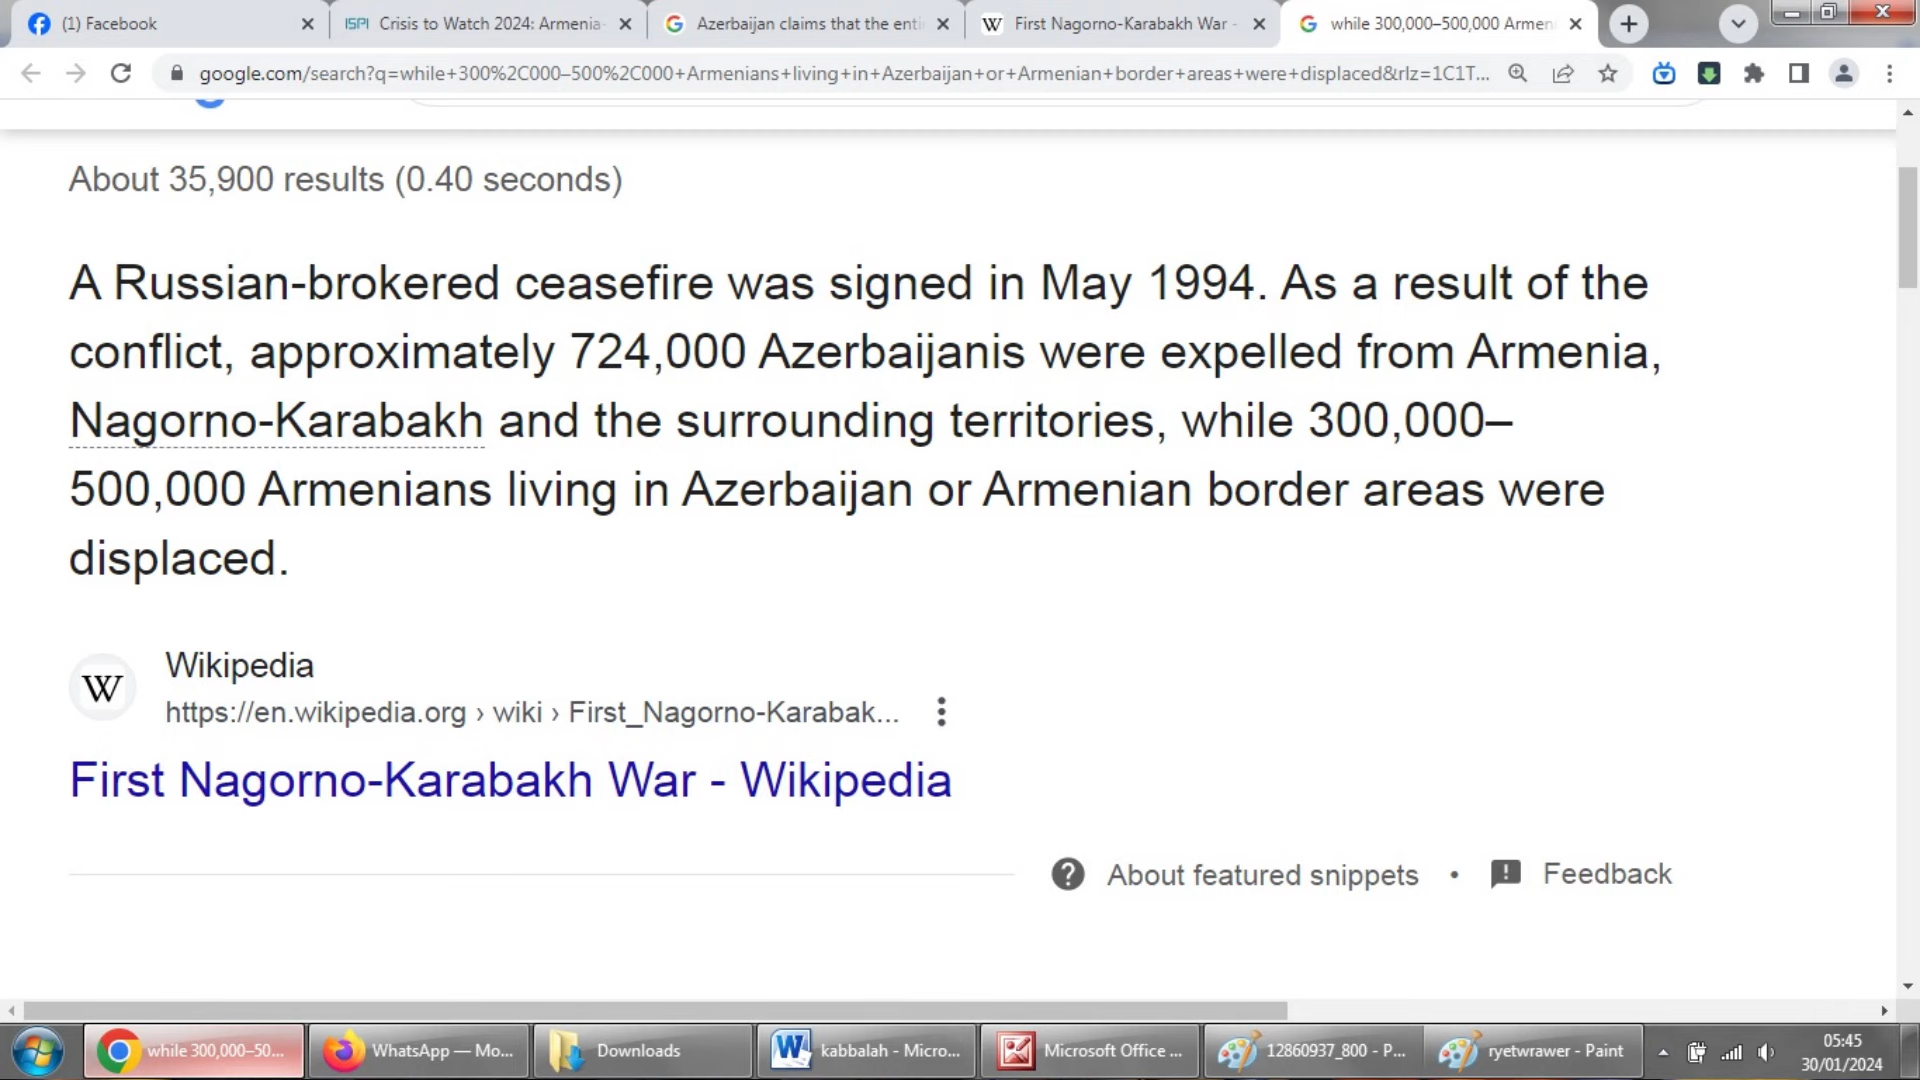 (1) Facebook
ISPI Crisis to Watch 2024: Armenia-
Azerbaijan claims that the enti
W First Nagorno-Karabakh War -
while 300,000–500,000 Armen
google.com/search?q=while+300%2C000–500%2C000+Armenians+living+in+Azerbaijan+or+Armenian+border+areas+were+displaced&rlz=1C1T...
About 35,900 results (0.40 seconds)
A Russian-brokered ceasefire was signed in May 1994. As a result of the
conflict, approximately 724,000 Azerbaijanis were expelled from Armenia,
Nagorno-Karabakh and the surrounding territories, while 300,000–
500,000 Armenians living in Azerbaijan or Armenian border areas were
displaced.
W
Wikipedia
https://en.wikipedia.org › wiki › First_Nagorno-Karabak...
First Nagorno-Karabakh War - Wikipedia
About featured snippets • Feedback
while 300,000–50...
WhatsApp — Mo...
Downloads
kabbalah - Micro...
Microsoft Office ...
12860937_800 - P...
ryetwrawer - Paint
05:45
30/01/2024